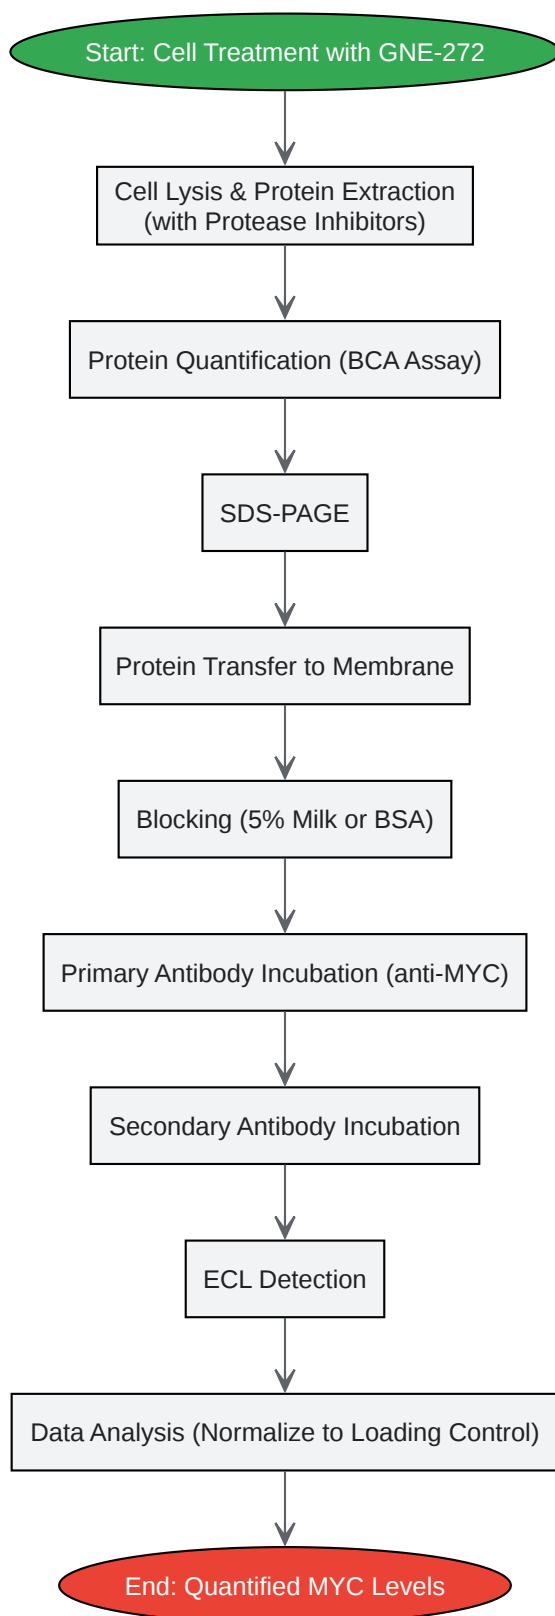 Start: Cell Treatment with GNE-272
Cell Lysis & Protein Extraction
(with Protease Inhibitors)
Protein Quantification (BCA Assay)
SDS-PAGE
Protein Transfer to Membrane
Blocking (5% Milk or BSA)
Primary Antibody Incubation (anti-MYC)
Secondary Antibody Incubation
ECL Detection
Data Analysis (Normalize to Loading Control)
End: Quantified MYC Levels